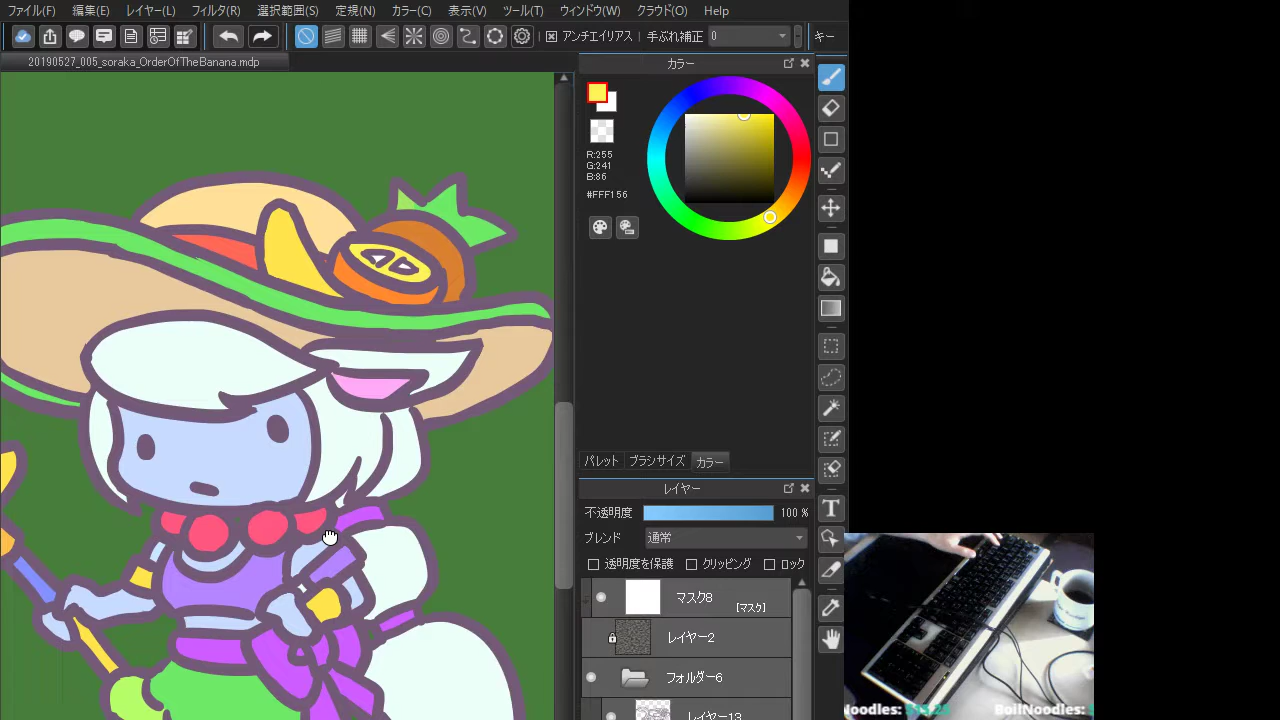 ファイル(F) 編集(E) レイヤー(L) フィルタ(R) 選択範囲(S) 定規(N) カラー(C) 表示(V) ツール(T) ウィンドウ(W) クラウド(O) Help
アンチエイリアス 手ぶれ補正 0 キー
20190527_005_soraka_OrderOfTheBanana.mdp
カラー
R:255
G:241
B:86
#FFF156
パレット ブラシサイズ カラー
レイヤー
不透明度 100 %
ブレンド 通常
透明度を保護 クリッピング ロック
マスク8
[マスク]
レイヤー2
フォルダー6
レイヤー13
T
Noodles: $13.20 BoilNoodles: